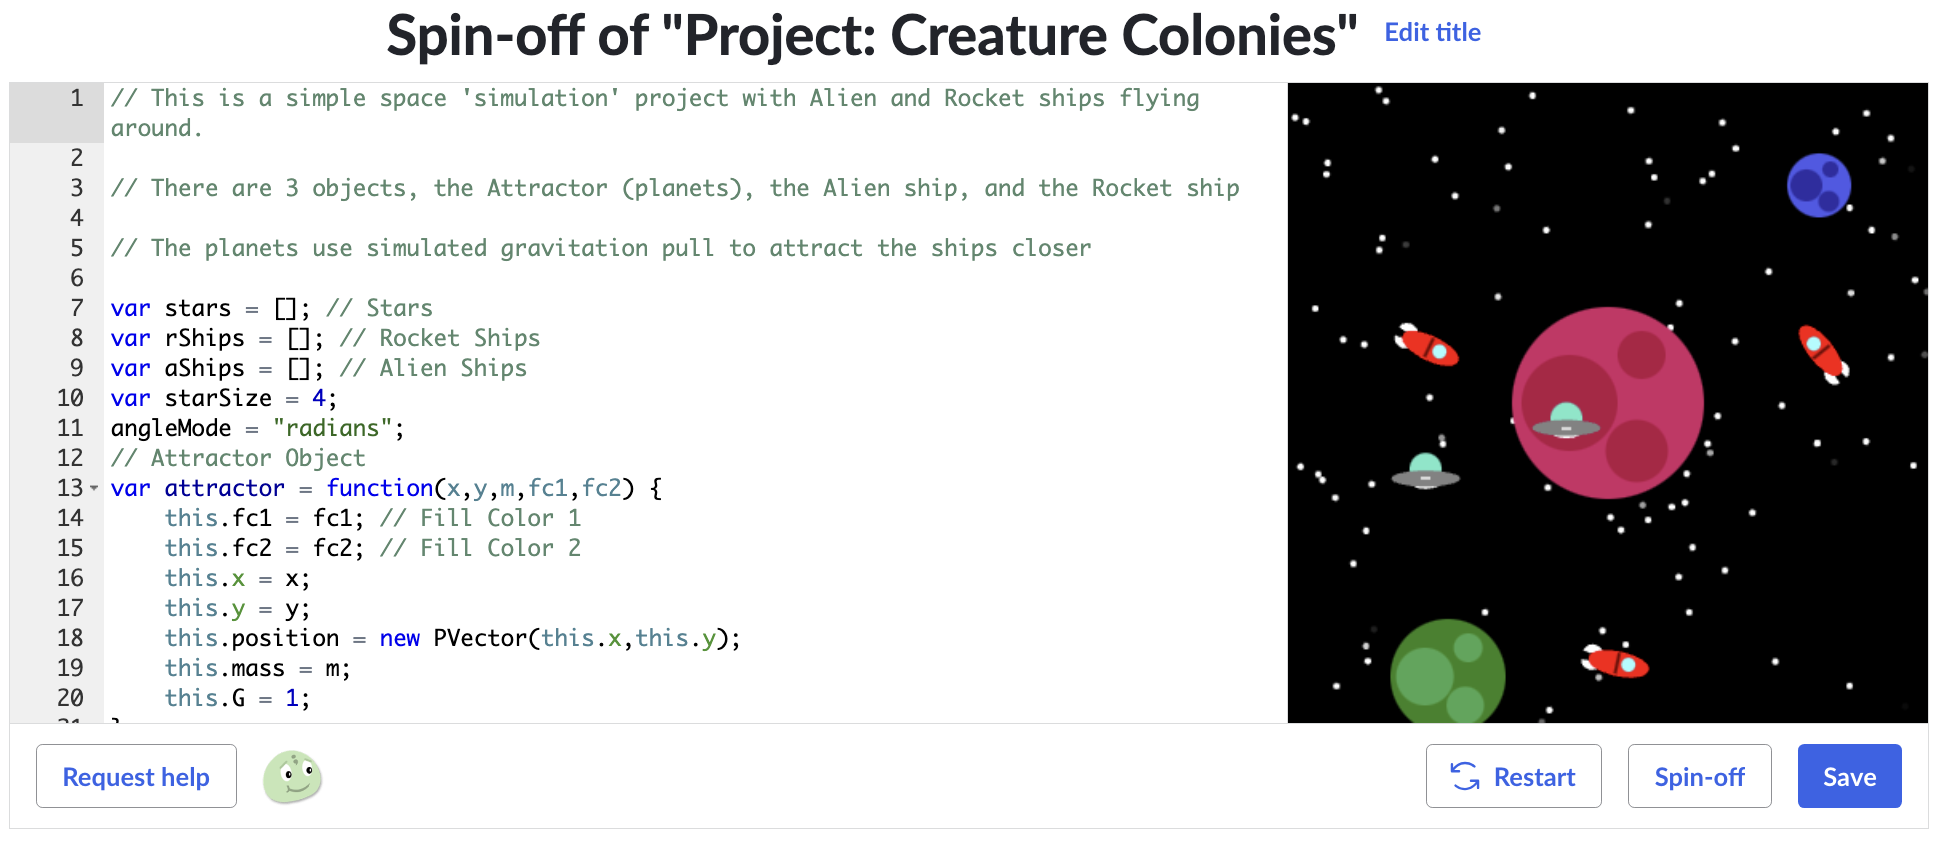 Spin-off of "Project: Creature Colonies" Edit title
1 // This is a simple space 'simulation' project with Alien and Rocket ships flying
around.
2
3 // There are 3 objects, the Attractor (planets), the Alien ship, and the Rocket ship
4
5 // The planets use simulated gravitation pull to attract the ships closer
6
7 var stars = []; // Stars
8 var rShips = []; // Rocket Ships
9 var aShips = []; // Alien Ships
10 var starSize = 4;
11 angleMode = "radians";
12 // Attractor Object
13 var attractor = function(x,y,m,fc1,fc2) {
14 this.fc1 = fc1; // Fill Color 1
15 this.fc2 = fc2; // Fill Color 2
16 this.x = x;
17 this.y = y;
18 this.position = new PVector(this.x,this.y);
19 this.mass = m;
20 this.G = 1;
Request help Restart Spin-off Save